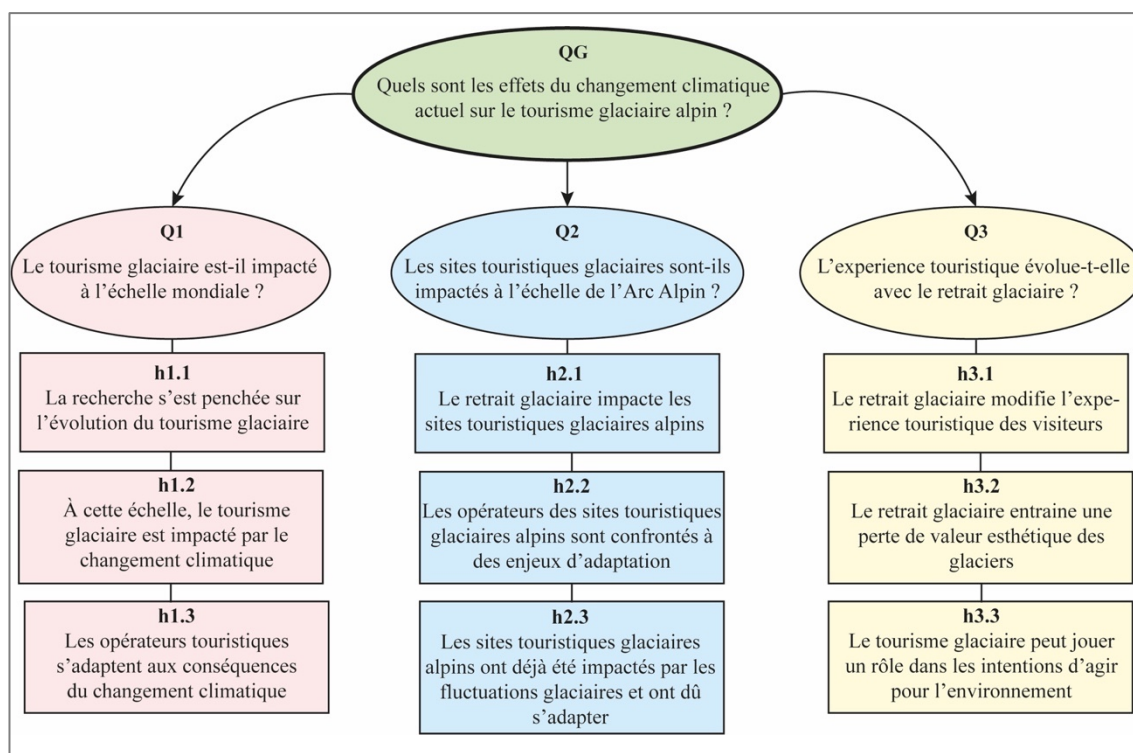 QG
Quels sont les effets du changement climatique
actuel sur le tourisme glaciaire alpin ?
Q1
Le tourisme glaciaire est-il impacté
à l’échelle mondiale ?
h1.1
La recherche s’est penchée sur
l’évolution du tourisme glaciaire
h1.2
À cette échelle, le tourisme
glaciaire est impacté par le
changement climatique
h1.3
Les opérateurs touristiques
s’adaptent aux conséquences
du changement climatique
Q2
Les sites touristiques glaciaires sont-ils
impactés à l’échelle de l’Arc Alpin ?
h2.1
Le retrait glaciaire impacte les
sites touristiques glaciaires alpins
h2.2
Les opérateurs des sites touristiques
glaciaires alpins sont confrontés à
des enjeux d’adaptation
h2.3
Les sites touristiques glaciaires
alpins ont déjà été impactés par les
fluctuations glaciaires et ont dû
s’adapter
Q3
L’experience touristique évolue-t-elle
avec le retrait glaciaire ?
h3.1
Le retrait glaciaire modifie l’expe-
rience touristique des visiteurs
h3.2
Le retrait glaciaire entraine une
perte de valeur esthétique des
glaciers
h3.3
Le tourisme glaciaire peut jouer
un rôle dans les intentions d’agir
pour l’environnement